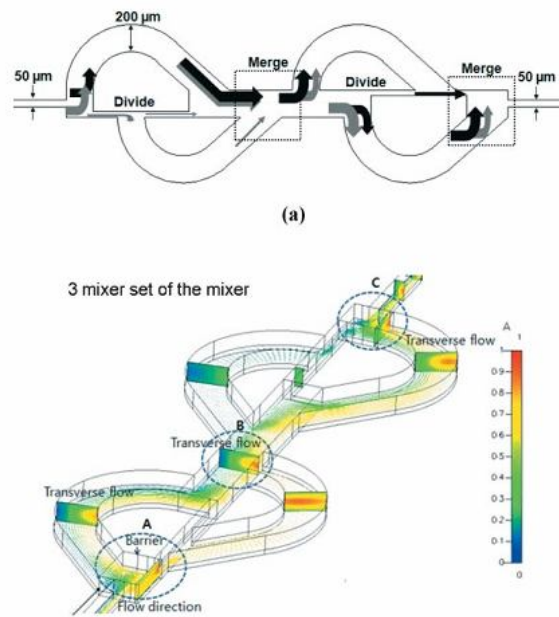 200 µm
Merge
Merge
50 µm
50 µm
Divide
Divide
(a)
3 mixer set of the mixer
C
A
Transverse flow
1 1
0.9
0.8
0.7
0.6
0.5
0.4
0.3
0.2
0.1
0
0
B
Transverse flow
Transverse flow
A
Barrier
Flow direction